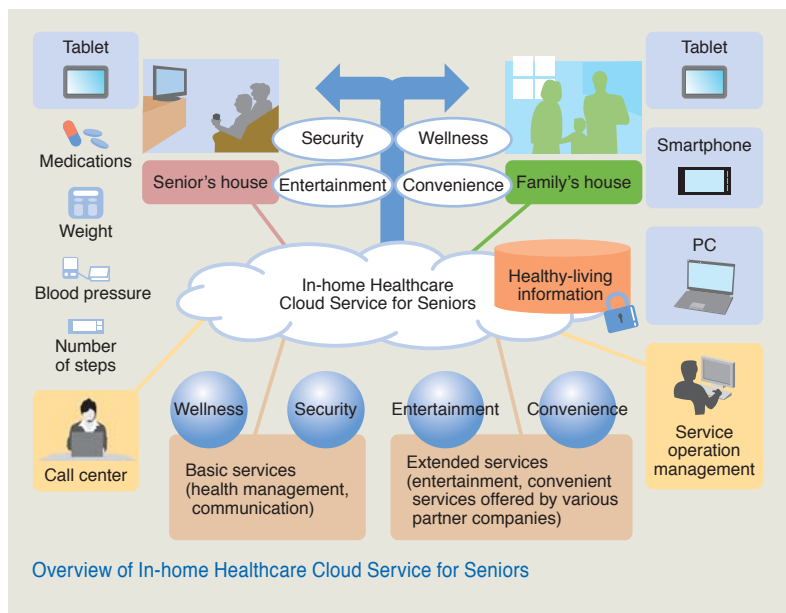 Tablet
Medications
Weight
Blood pressure
Number
of steps
Call center
Senior's house
Security
Wellness
Entertainment
Convenience
Family's house
Tablet
Smartphone
PC
Service
operation
management
In-home Healthcare
Cloud Service for Seniors
Healthy-living
information
Wellness
Security
Basic services
(health management,
communication)
Entertainment
Convenience
Extended services
(entertainment, convenient
services offered by various
partner companies)
Overview of In-home Healthcare Cloud Service for Seniors